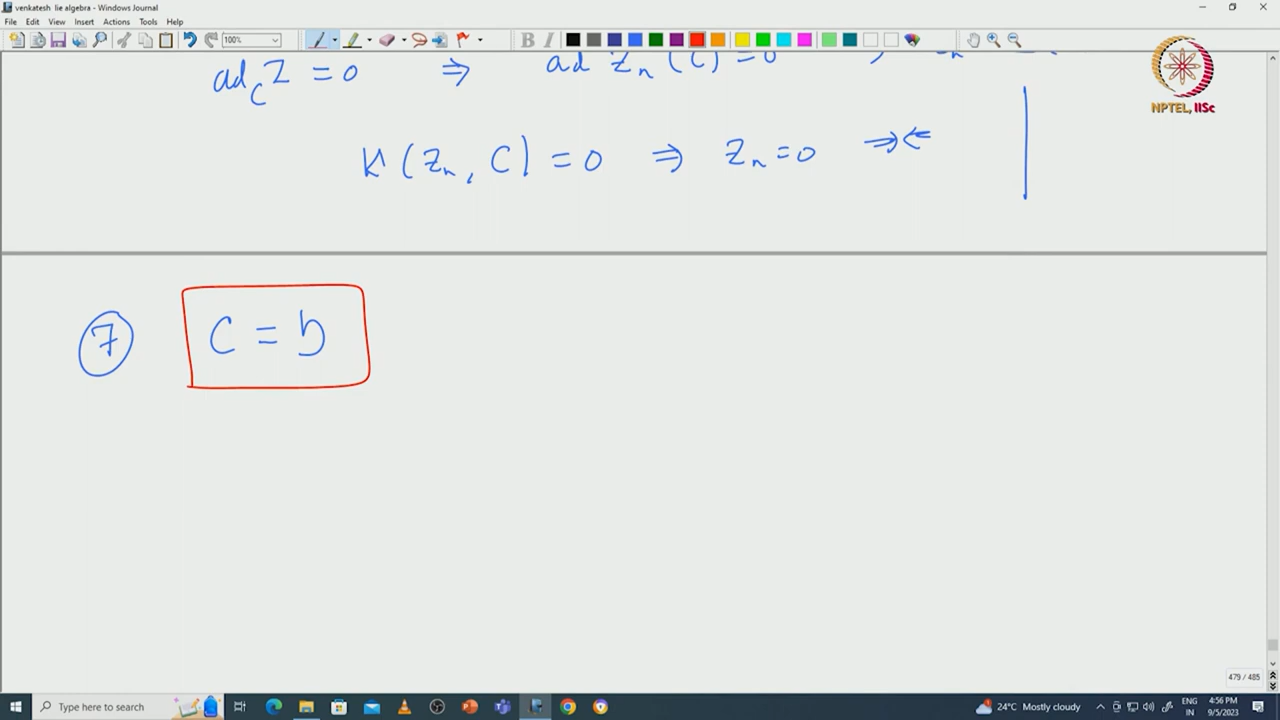 venkatesh lie algebra - Windows Journal
File Edit View Insert Actions Tools Help
100%
B I
ad_C Z = 0 ⇒ ad Z_n (C) = 0 ,
NPTEL, IISc
K (Z_n, C) = 0 ⇒ Z_n = 0 ⇒⇐
7 C = h
479 / 485
Type here to search
24°C Mostly cloudy
ENG
IN
4:56 PM
9/5/2023